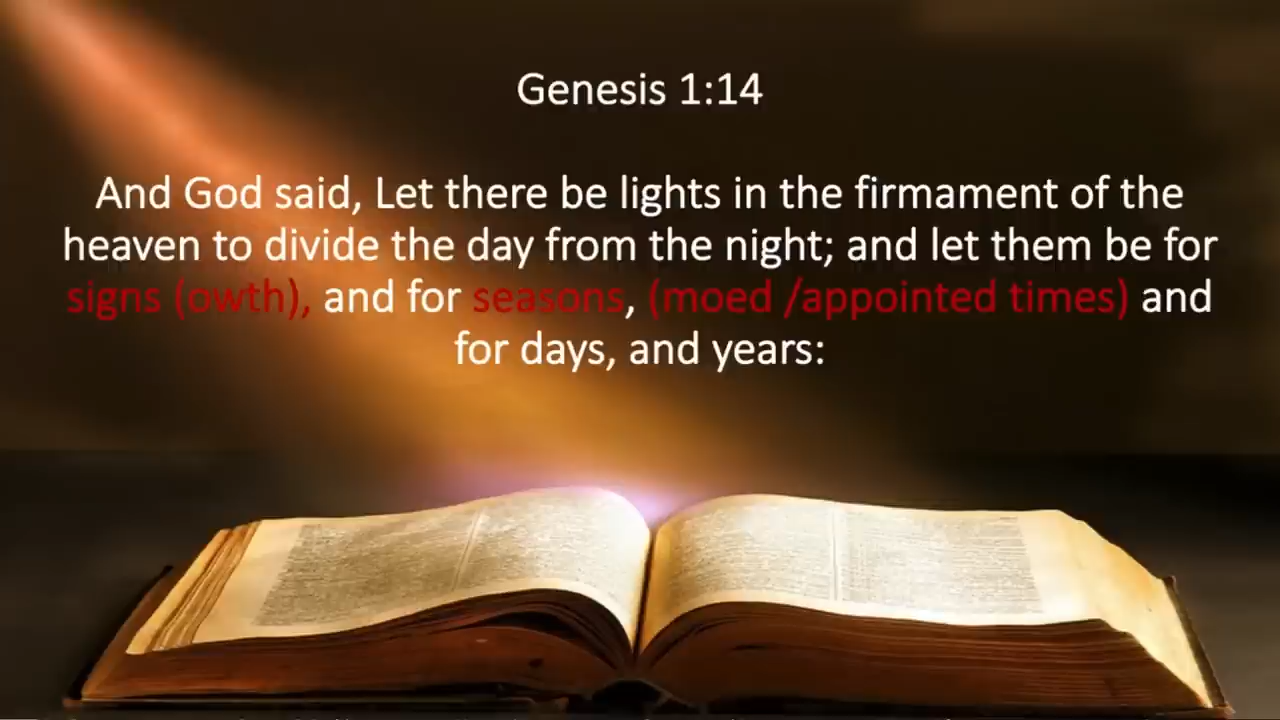 Genesis 1:14
And God said, Let there be lights in the firmament of the
heaven to divide the day from the night; and let them be for
signs (owth), and for seasons, (moed /appointed times) and
for days, and years: